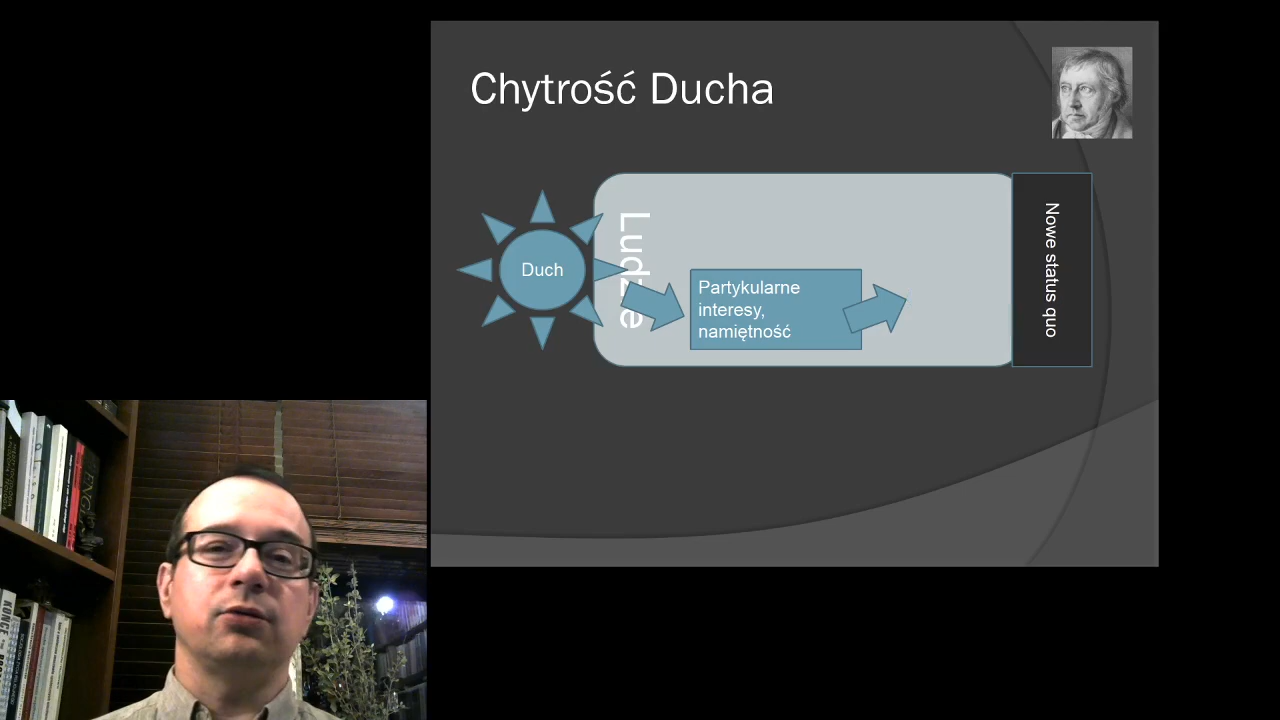 Chytrość Ducha
Duch
Ludzie
Partykularne
interesy,
namiętność
Nowe status quo